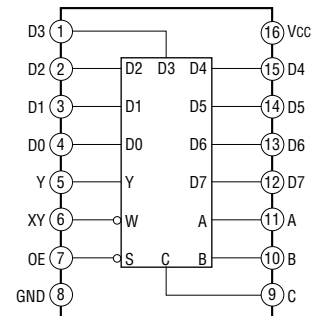 D3 1 16 VCC
D2 2 D2 D3 D4 15 D4
D1 3 D1 D5 14 D5
D0 4 D0 D6 13 D6
Y 5 Y D7 12 D7
XY 6 W A 11 A
OE 7 S C B 10 B
GND 8 9 C